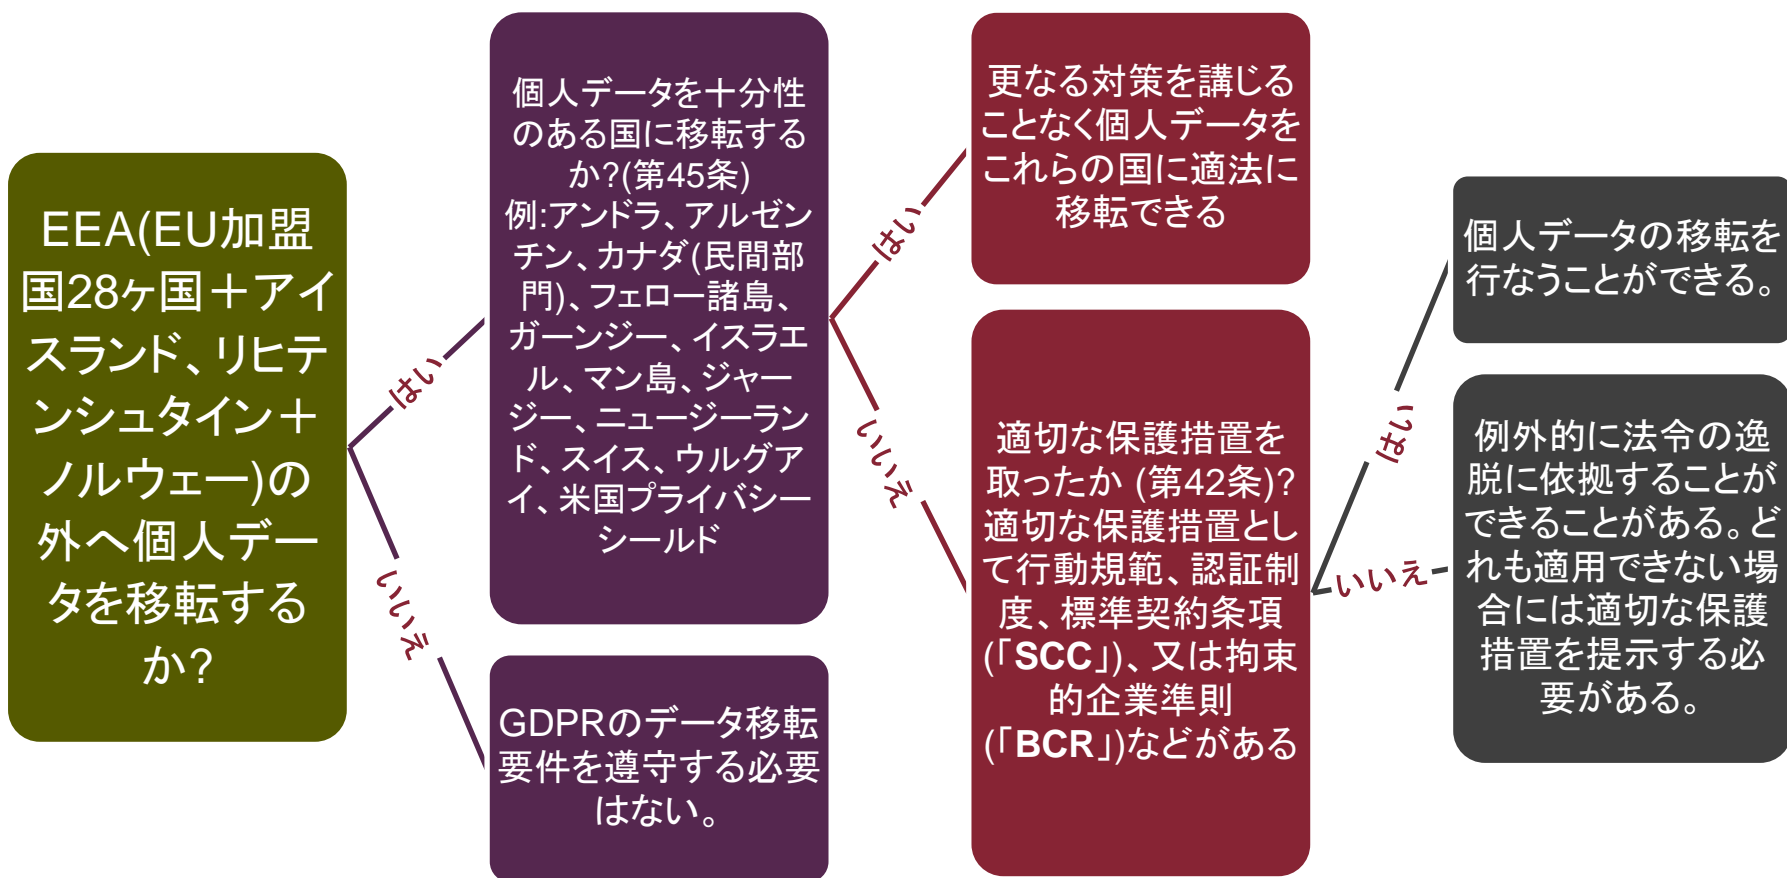 EEA(EU加盟
国28ヶ国＋アイ
スランド、リヒテ
ンシュタイン＋
ノルウェー)の
外へ個人デー
タを移転する
か?
はい
いいえ
個人データを十分性
のある国に移転する
か?(第45条)
例:アンドラ、アルゼン
チン、カナダ(民間部
門)、フェロー諸島、
ガーンジー、イスラエ
ル、マン島、ジャー
ジー、ニュージーラン
ド、スイス、ウルグア
イ、米国プライバシー
シールド
GDPRのデータ移転
要件を遵守する必要
はない。
はい
いいえ
更なる対策を講じる
ことなく個人データを
これらの国に適法に
移転できる
適切な保護措置を
取ったか (第42条)?
適切な保護措置とし
て行動規範、認証制
度、標準契約条項
(「SCC」)、又は拘束
的企業準則
(「BCR」)などがある
はい
いいえ
個人データの移転を
行なうことができる。
例外的に法令の逸
脱に依拠することが
できることがある。ど
れも適用できない場
合には適切な保護
措置を提示する必
要がある。